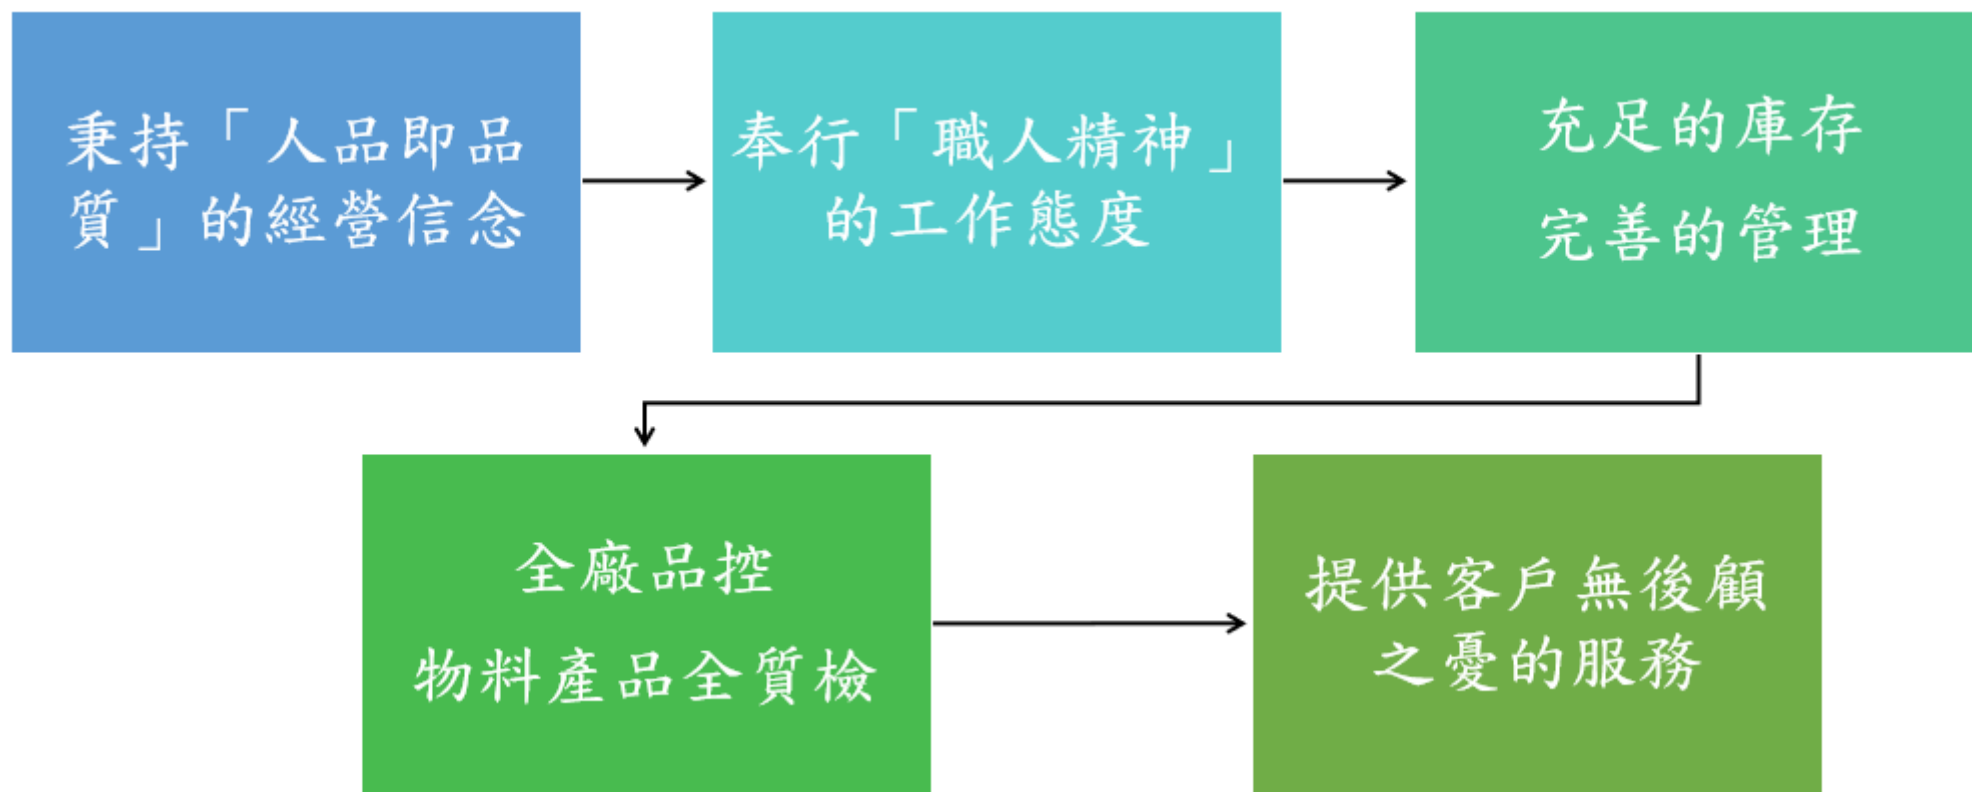 秉持「人品即品
質」的經營信念
奉行「職人精神」
的工作態度
充足的庫存
完善的管理
全廠品控
物料產品全質檢
提供客戶無後顧
之憂的服務